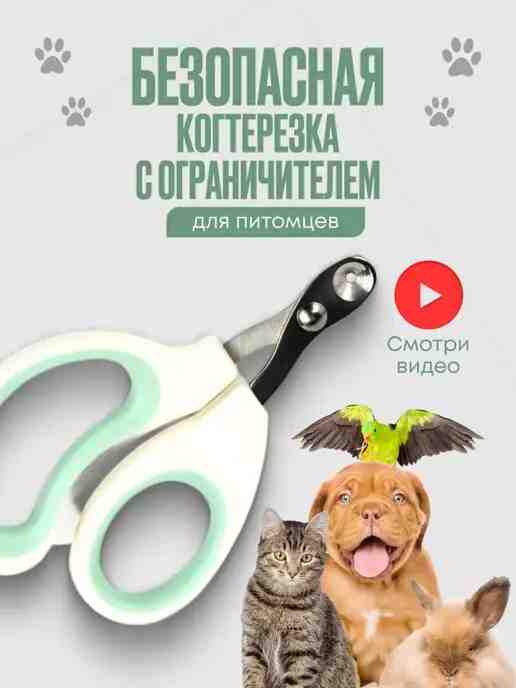 БЕЗОПАСНАЯ
КОГТЕРЕЗКА
С ОГРАНИЧИТЕЛЕМ
для питомцев
Смотри
видео